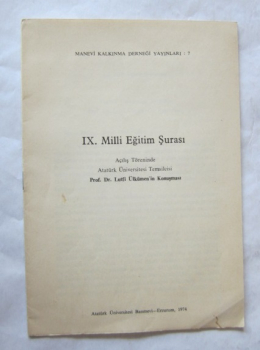 MANEVİ KALKINMA DERNEĞİ YAYINLARI : 7
IX. Milli Eğitim Şurası
Açılış Töreninde
Atatürk Üniversitesi Temsilcisi
Prof. Dr. Lutfi Ülkümen'in Konuşması
Atatürk Üniversitesi Basımevi - Erzurum, 1974